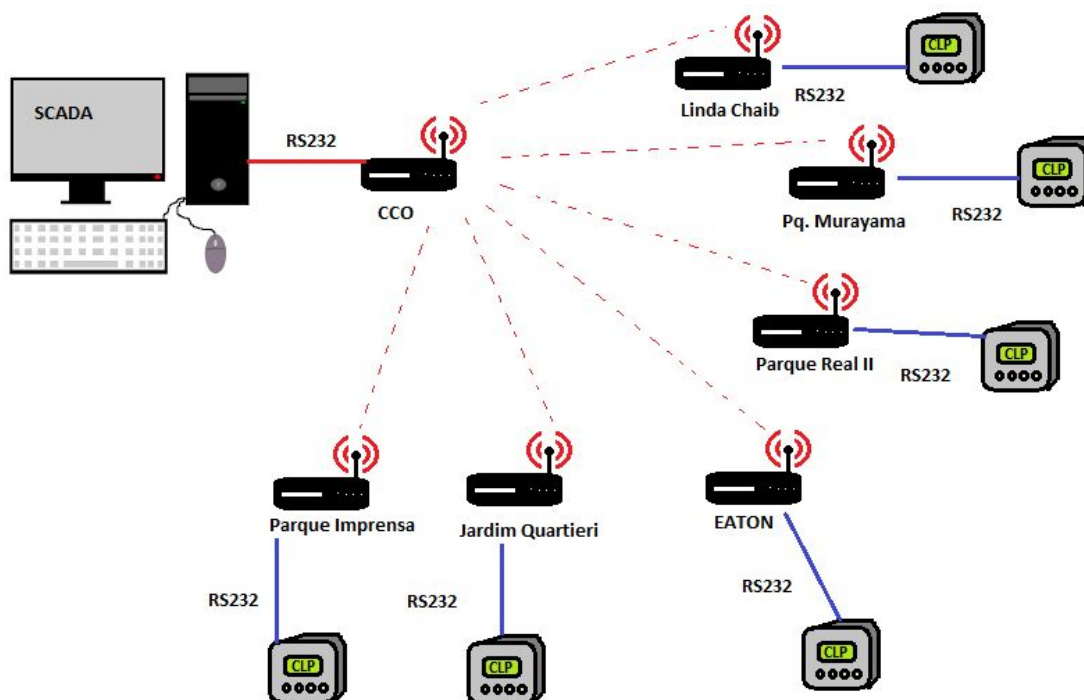 SCADA
RS232
CCO
Linda Chaib
RS232
CLP
Pq. Murayama
RS232
CLP
Parque Real II
RS232
CLP
Parque Imprensa
RS232
CLP
Jardim Quartieri
RS232
CLP
EATON
RS232
CLP